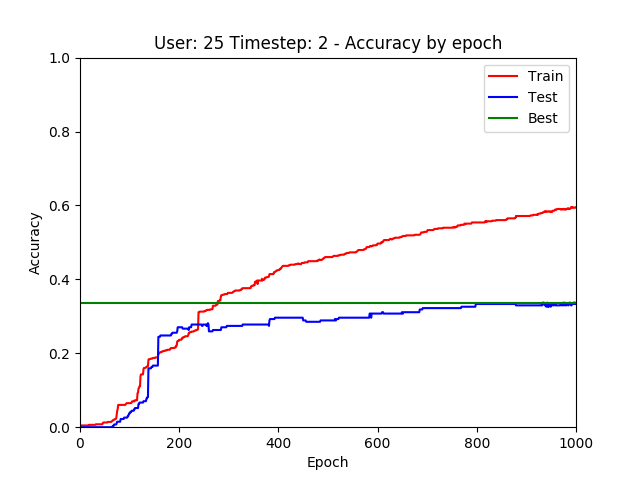 User: 25 Timestep: 2 - Accuracy by epoch
1.0
0.8
0.6
0.4
0.2
0.0
Accuracy
Train
Test
Best
0 200 400 600 800 1000
Epoch